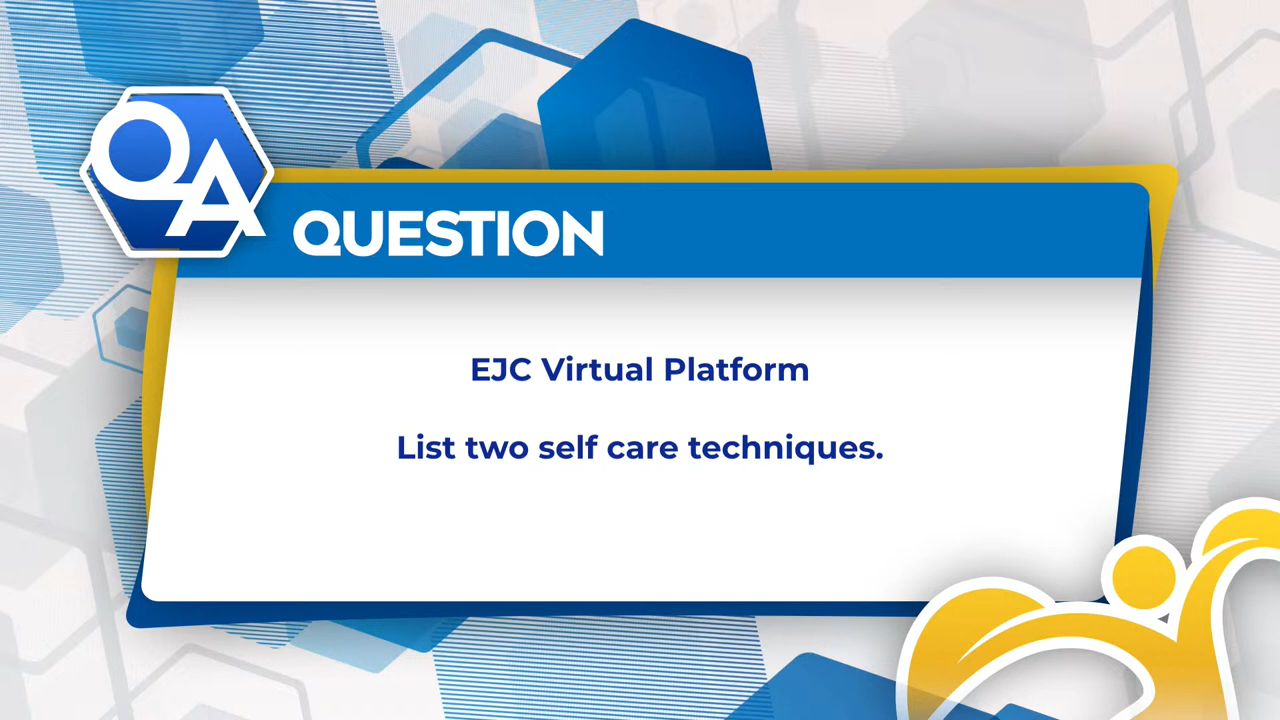 QA
QUESTION
EJC Virtual Platform
List two self care techniques.